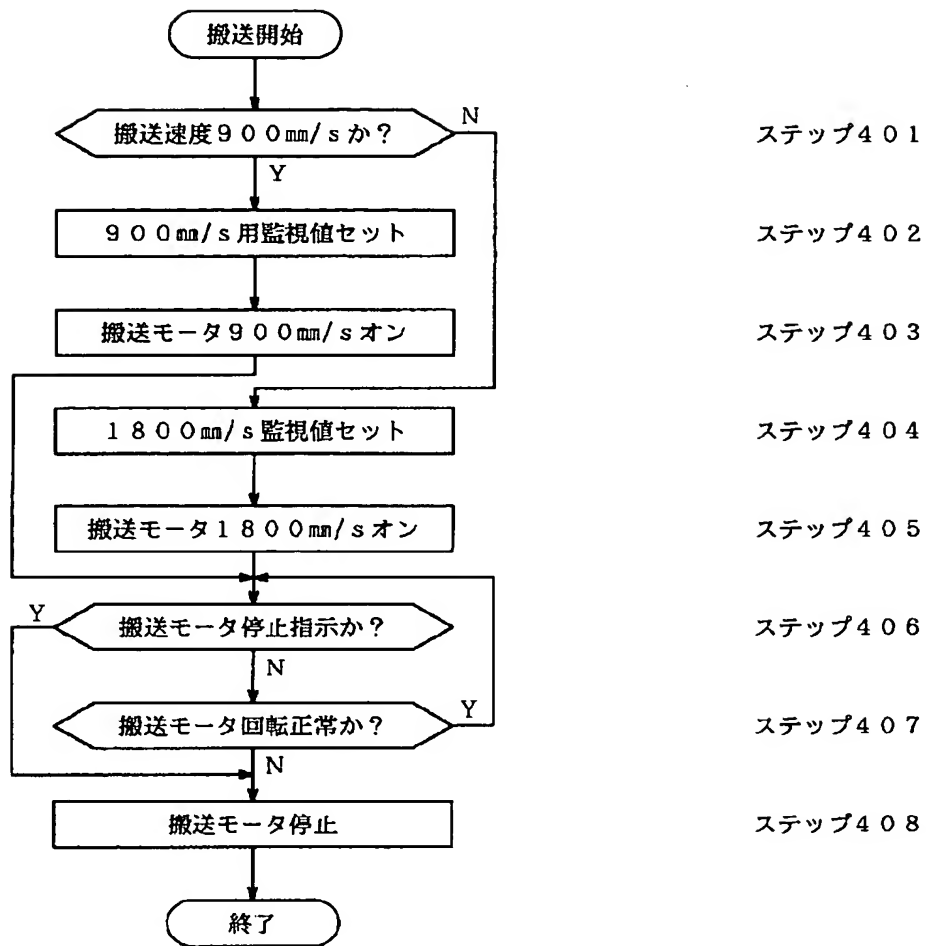 搬送開始
搬送速度900㎜/sか? N ステップ401
Y
900㎜/s用監視値セット ステップ402
搬送モータ900㎜/sオン ステップ403
1800㎜/s監視値セット ステップ404
搬送モータ1800㎜/sオン ステップ405
Y 搬送モータ停止指示か? ステップ406
N
搬送モータ回転正常か? Y ステップ407
N
搬送モータ停止 ステップ408
終了